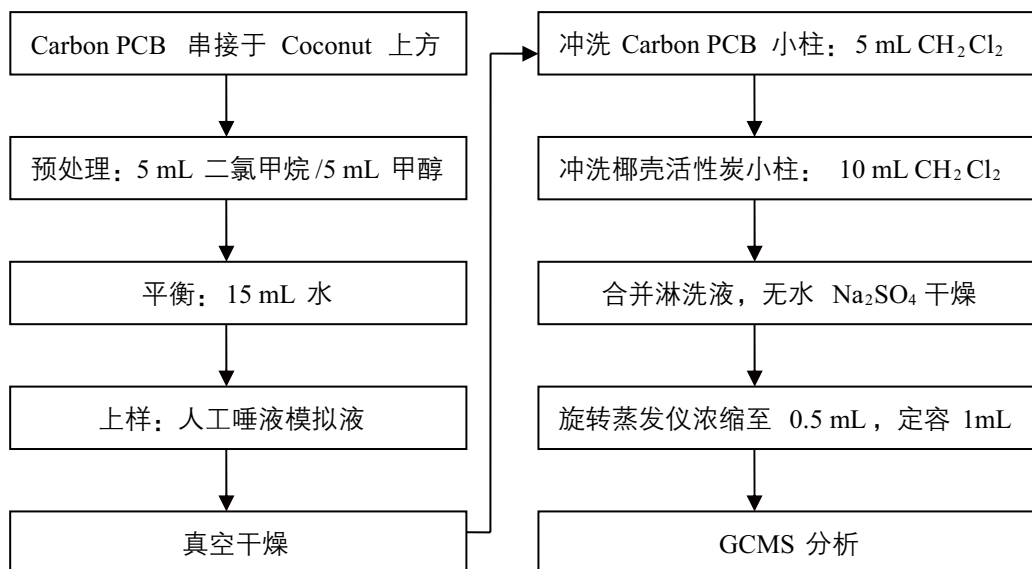 Carbon PCB 串接于 Coconut 上方
预处理：5 mL 二氯甲烷/5 mL 甲醇
平衡：15 mL 水
上样：人工唾液模拟液
真空干燥
冲洗 Carbon PCB 小柱：5 mL CH₂Cl₂
冲洗椰壳活性炭小柱： 10 mL CH₂Cl₂
合并淋洗液，无水 Na₂SO₄ 干燥
旋转蒸发仪浓缩至 0.5 mL，定容 1mL
GCMS 分析